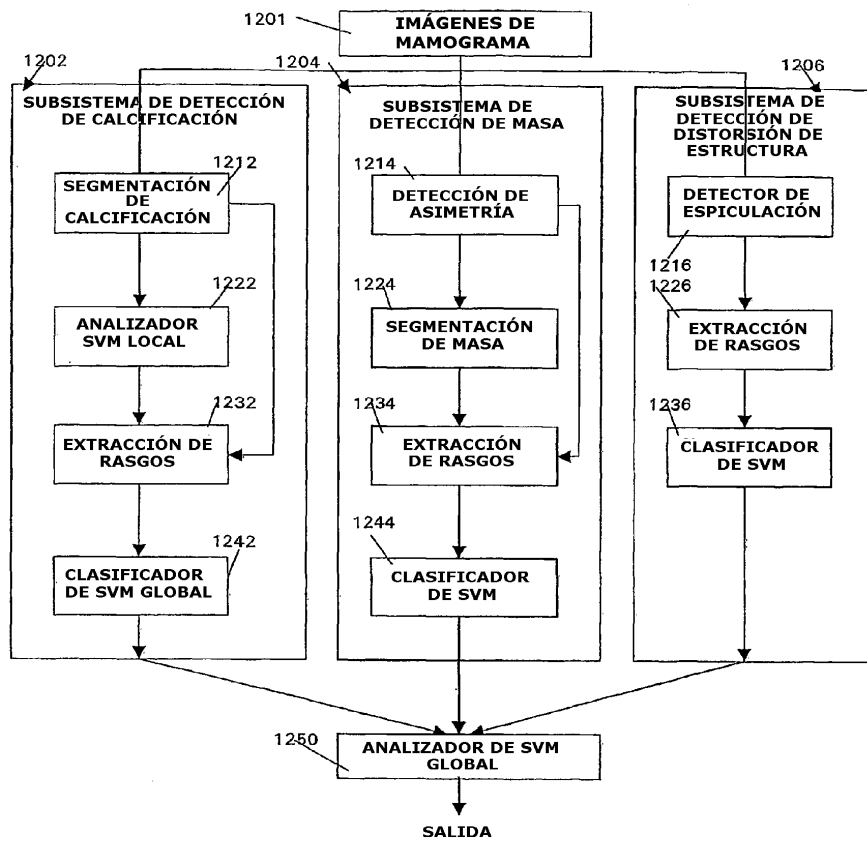 1201
IMÁGENES DE
MAMOGRAMA
1202
SUBSISTEMA DE DETECCIÓN
DE CALCIFICACIÓN
1212
SEGMENTACIÓN
DE
CALCIFICACIÓN
1222
ANALIZADOR
SVM LOCAL
1232
EXTRACCIÓN DE
RASGOS
1242
CLASIFICADOR
DE SVM GLOBAL
1204
SUBSISTEMA DE
DETECCIÓN DE MASA
1214
DETECCIÓN DE
ASIMETRÍA
1224
SEGMENTACIÓN
DE MASA
1234
EXTRACCIÓN
DE RASGOS
1244
CLASIFICADOR
DE SVM
1206
SUBSISTEMA DE
DETECCIÓN DE
DISTORSIÓN DE
ESTRUCTURA
DETECTOR DE
ESPICULACIÓN
1216
1226
EXTRACCIÓN
DE RASGOS
1236
CLASIFICADOR
DE SVM
1250
ANALIZADOR DE SVM
GLOBAL
SALIDA